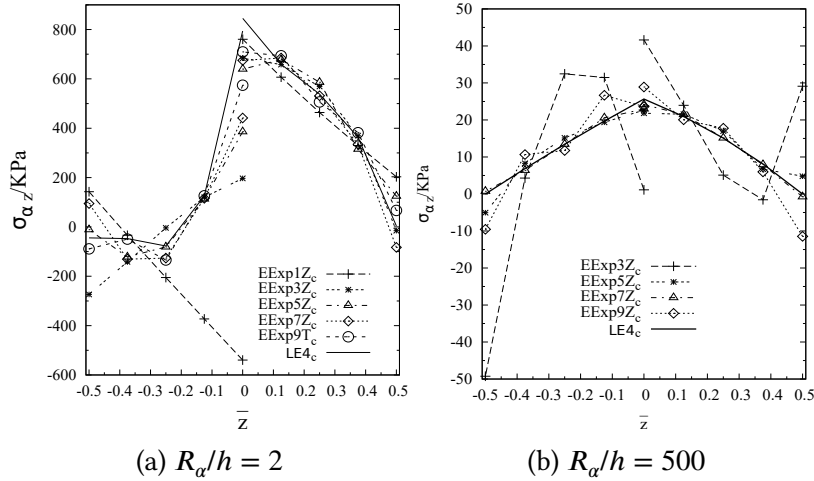 800
600
400
200
0
-200
-400
-600
-0.5 -0.4 -0.3 -0.2 -0.1 0 0.1 0.2 0.3 0.4 0.5
σα z/KPa
z̅
EExp1Zc
EExp3Zc
EExp5Zc
EExp7Zc
EExp9Tc
LE4c
(a) Rα/h = 2
50
40
30
20
10
0
-10
-20
-30
-40
-50
-0.5 -0.4 -0.3 -0.2 -0.1 0 0.1 0.2 0.3 0.4 0.5
σα z/KPa
z̅
EExp3Zc
EExp5Zc
EExp7Zc
EExp9Zc
LE4c
(b) Rα/h = 500